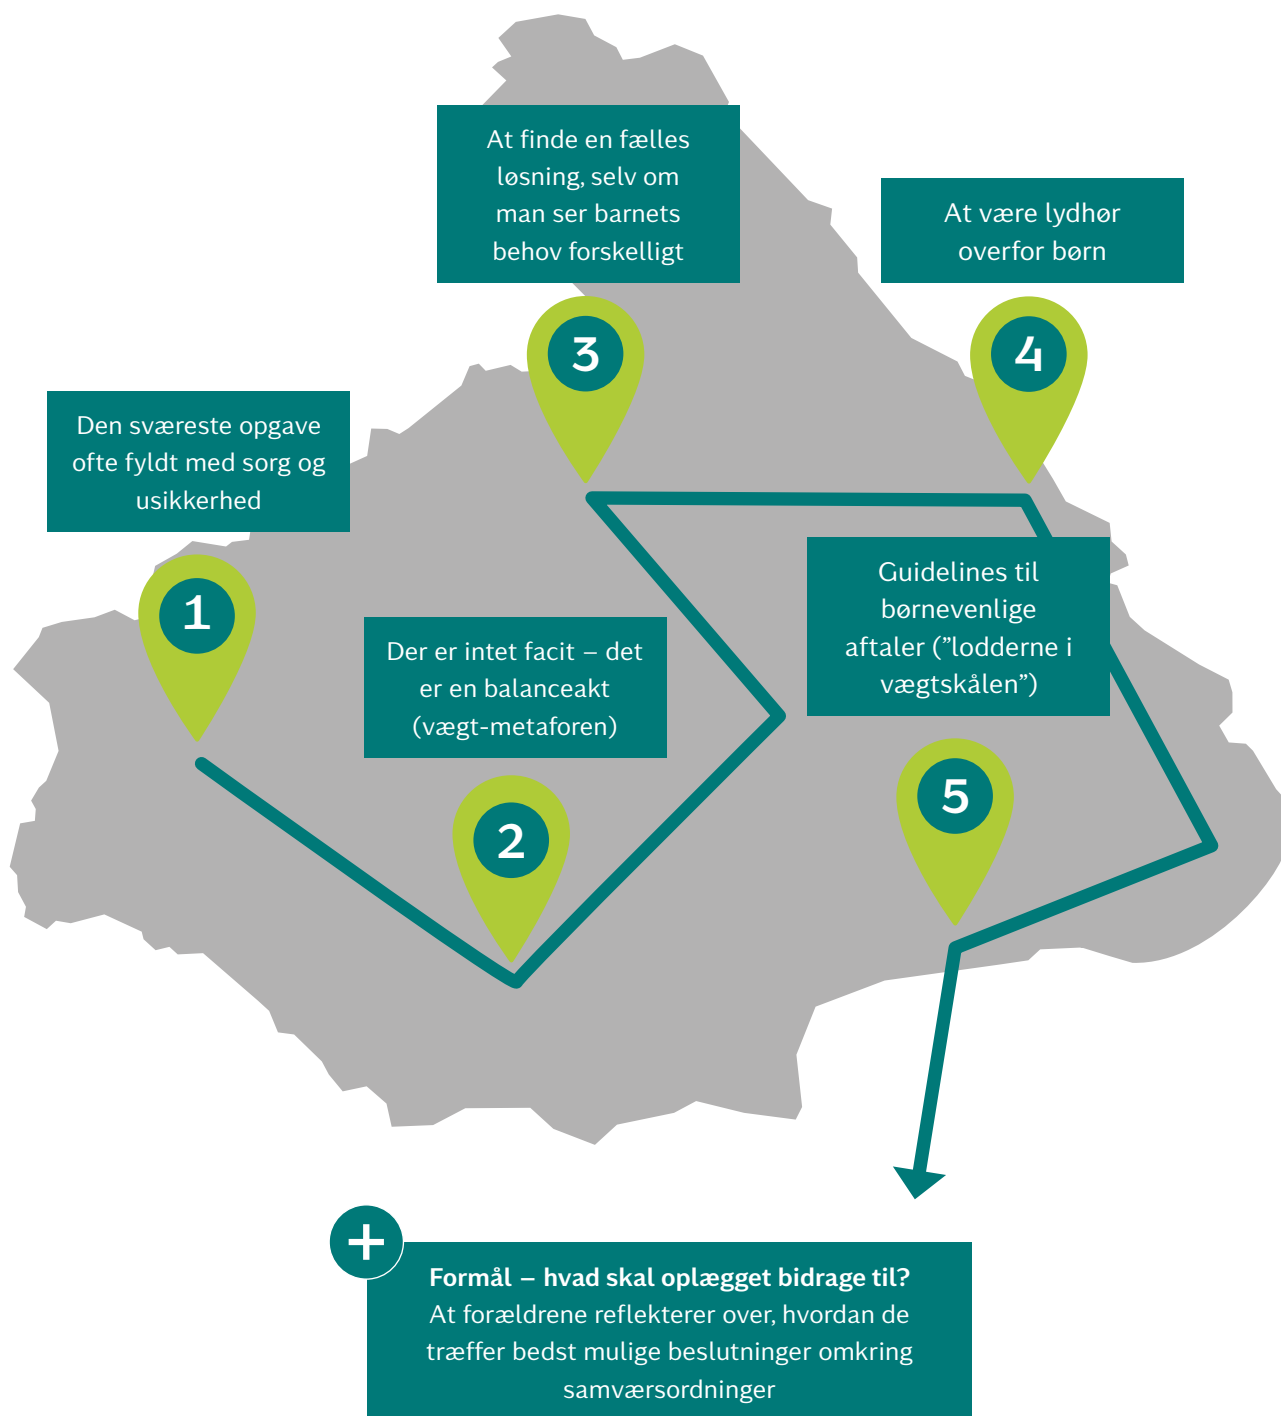 1
Den sværeste opgave
ofte fyldt med sorg og
usikkerhed
2
Der er intet facit – det
er en balanceakt
(vægt-metaforen)
3
At finde en fælles
løsning, selv om
man ser barnets
behov forskelligt
4
At være lydhør
overfor børn
5
Guidelines til
børnevenlige
aftaler (”lodderne i
vægtskålen”)
+
Formål – hvad skal oplægget bidrage til?
At forældrene reflekterer over, hvordan de
træffer bedst mulige beslutninger omkring
samværsordninger